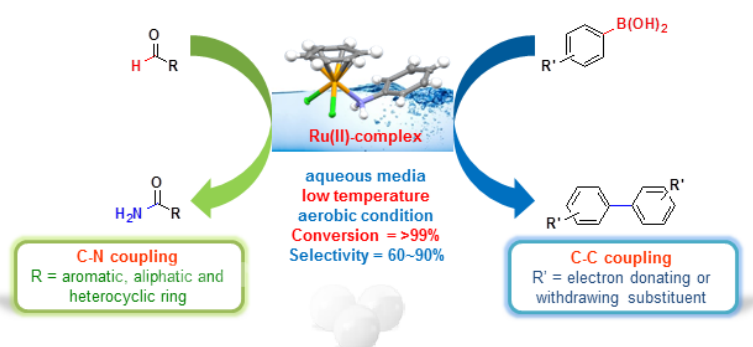 O
H R
B(OH)2
R'
Ru(II)-complex
O
H2N R
aqueous media
low temperature
aerobic condition
Conversion = >99%
Selectivity = 60~90%
R'
R'
C-N coupling
R = aromatic, aliphatic and
heterocyclic ring
C-C coupling
R' = electron donating or
withdrawing substituent